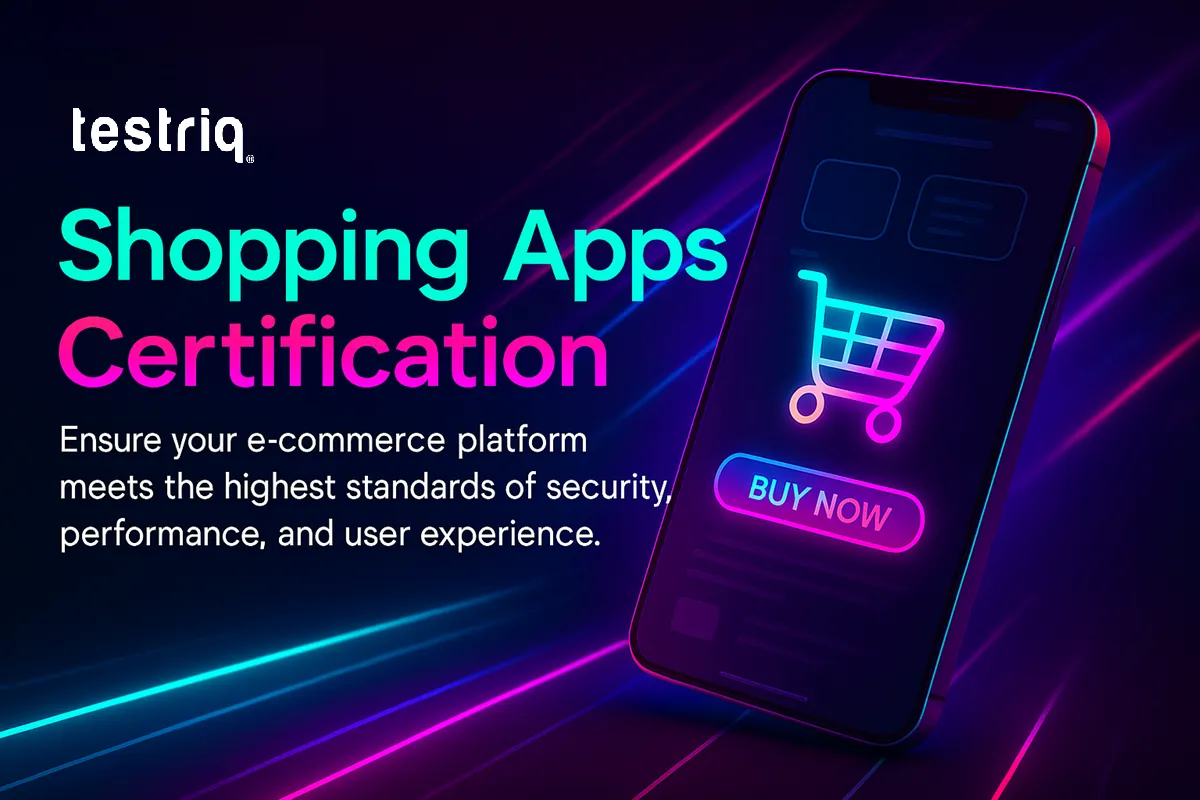 testriq®
Shopping Apps
Certification
Ensure your e-commerce platform
meets the highest standards of security,
performance, and user experience.
BUY NOW